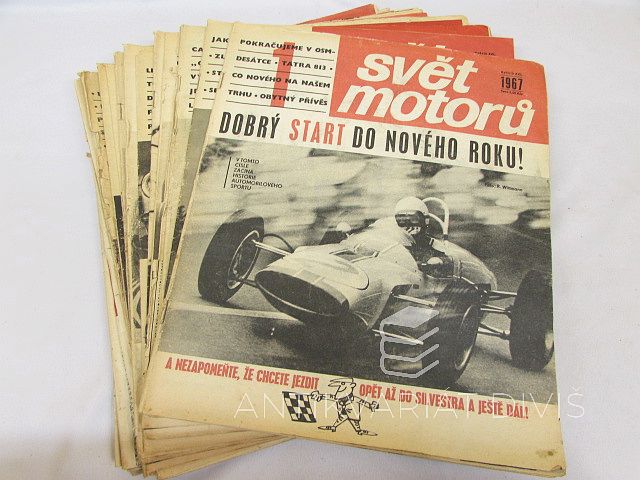 POKRAČUJEME V OSM-
DESÁTCE · TATRA 813 ·
CO NOVÉHO NA NAŠEM
TRHU · OBYTNÝ PŘÍVĚS
1
svět
motorů
1967
DOBRÝ START DO NOVÉHO ROKU!
V TOMTO
ČÍSLE
ZAČÍNÁ
HISTORIE
AUTOMOBILOVÉHO
SPORTU
A NEZAPOMEŇTE, ŽE CHCETE JEZDIT
OPĚT AŽ DO SILVESTRA A JEŠTĚ DÁL!
ANTIKVARIÁT DIVIŠ